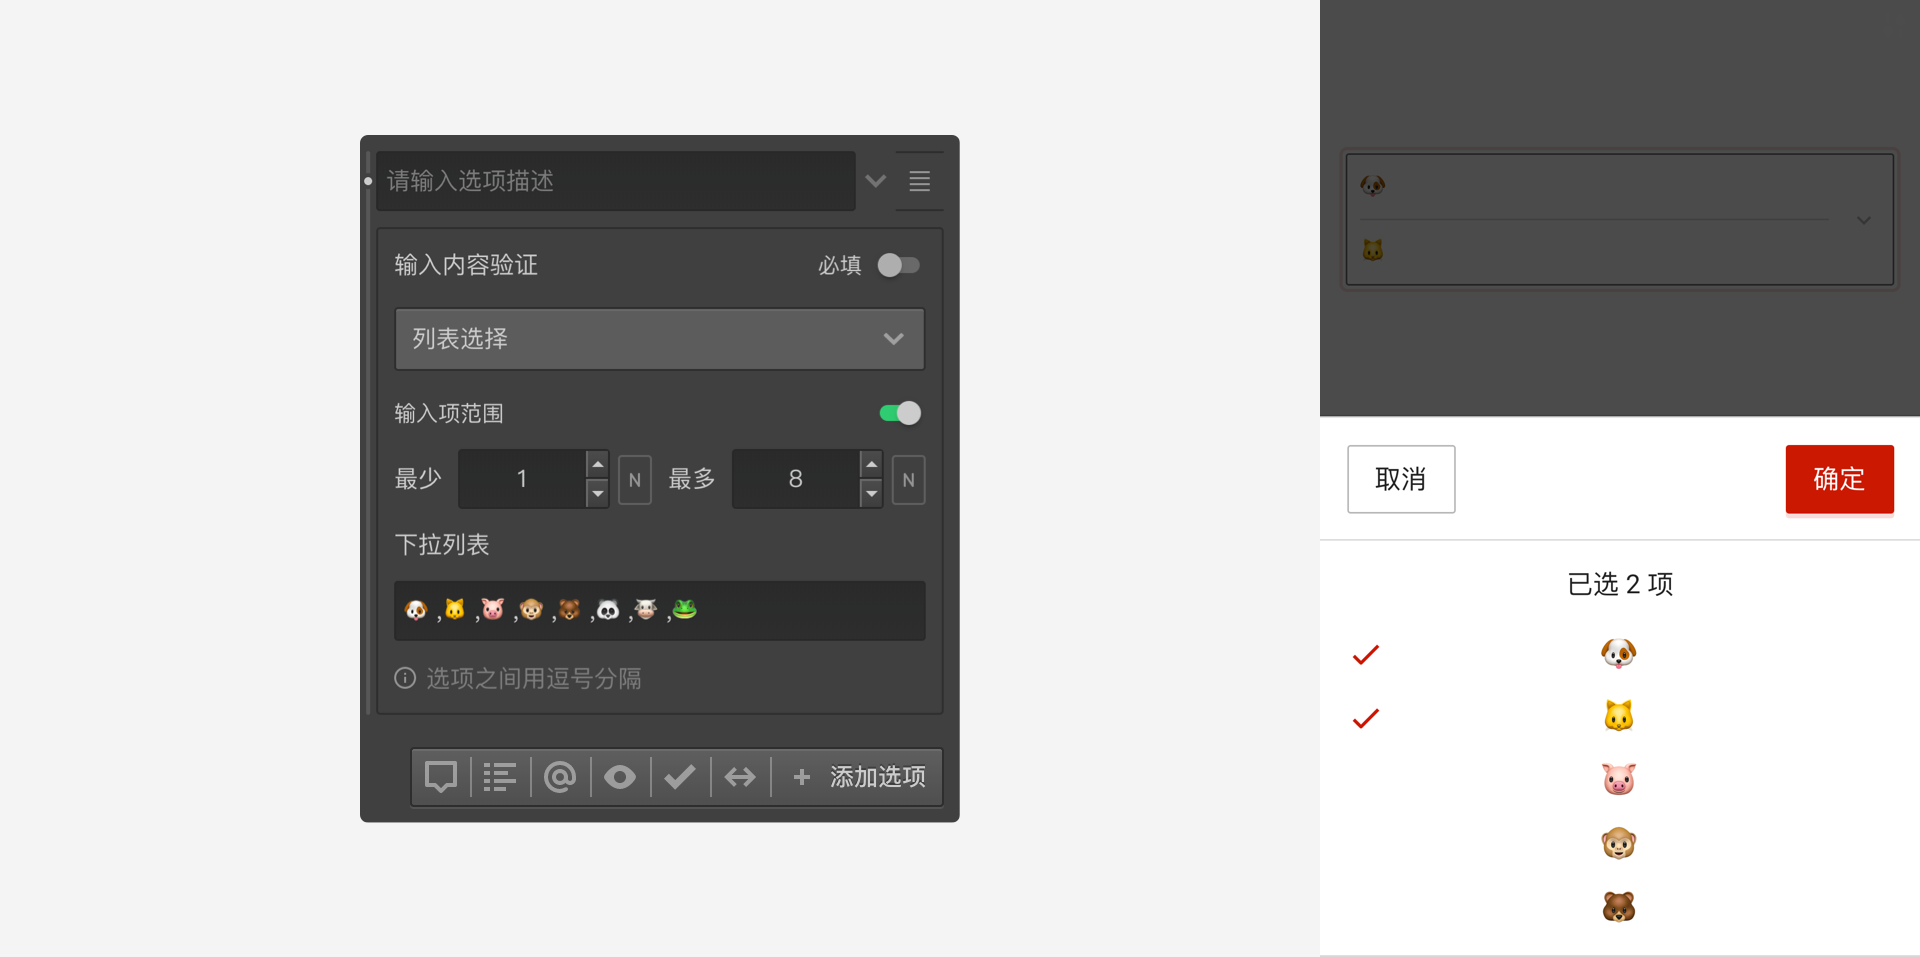 请输入选项描述
输入内容验证 必填
列表选择
输入项范围
最少 1 N 最多 8 N
下拉列表
🐶 ,🐱 ,🐷 ,🐵 ,🐻 ,🐼 ,🐮 ,🐸
选项之间用逗号分隔
添加选项
取消 确定
已选 2 项